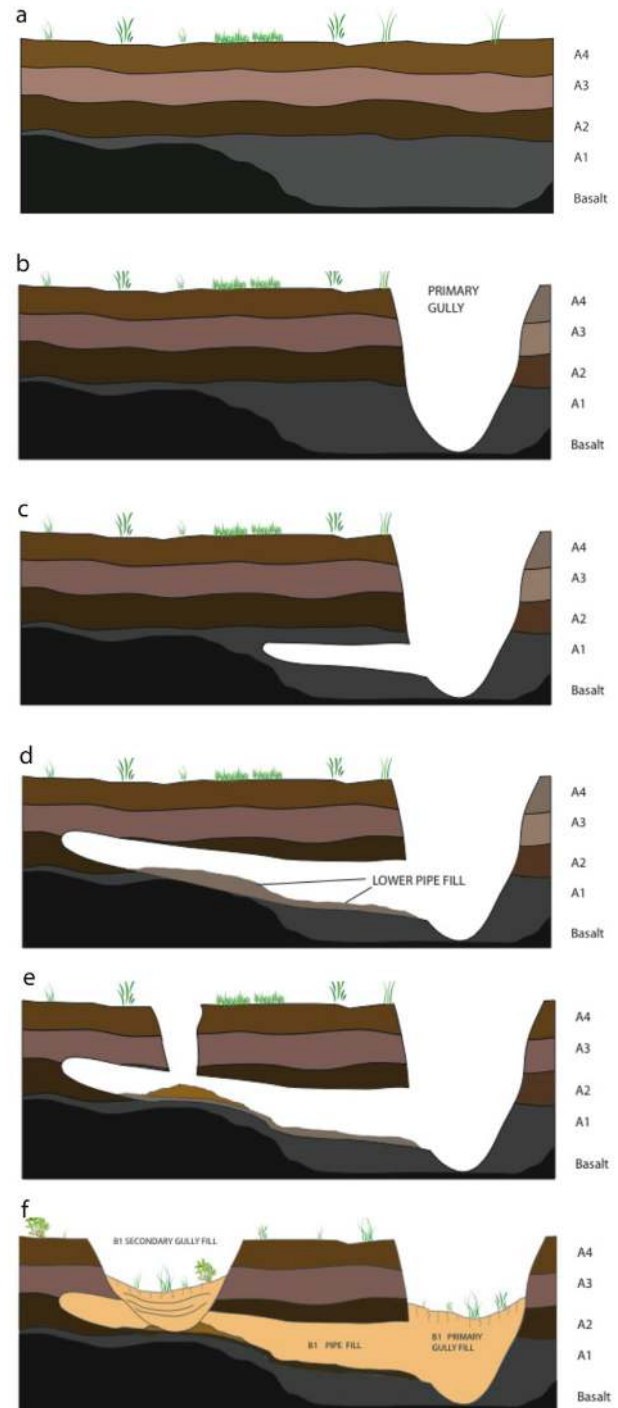 a
A4
A3
A2
A1
Basalt
b
PRIMARY
GULLY
A4
A3
A2
A1
Basalt
c
A4
A3
A2
A1
Basalt
d
A4
A3
A2
LOWER PIPE FILL
A1
Basalt
e
A4
A3
A2
A1
Basalt
f
B1 SECONDARY GULLY FILL
A4
A3
A2
B1 PIPE FILL
B1 PRIMARY
GULLY FILL
A1
Basalt